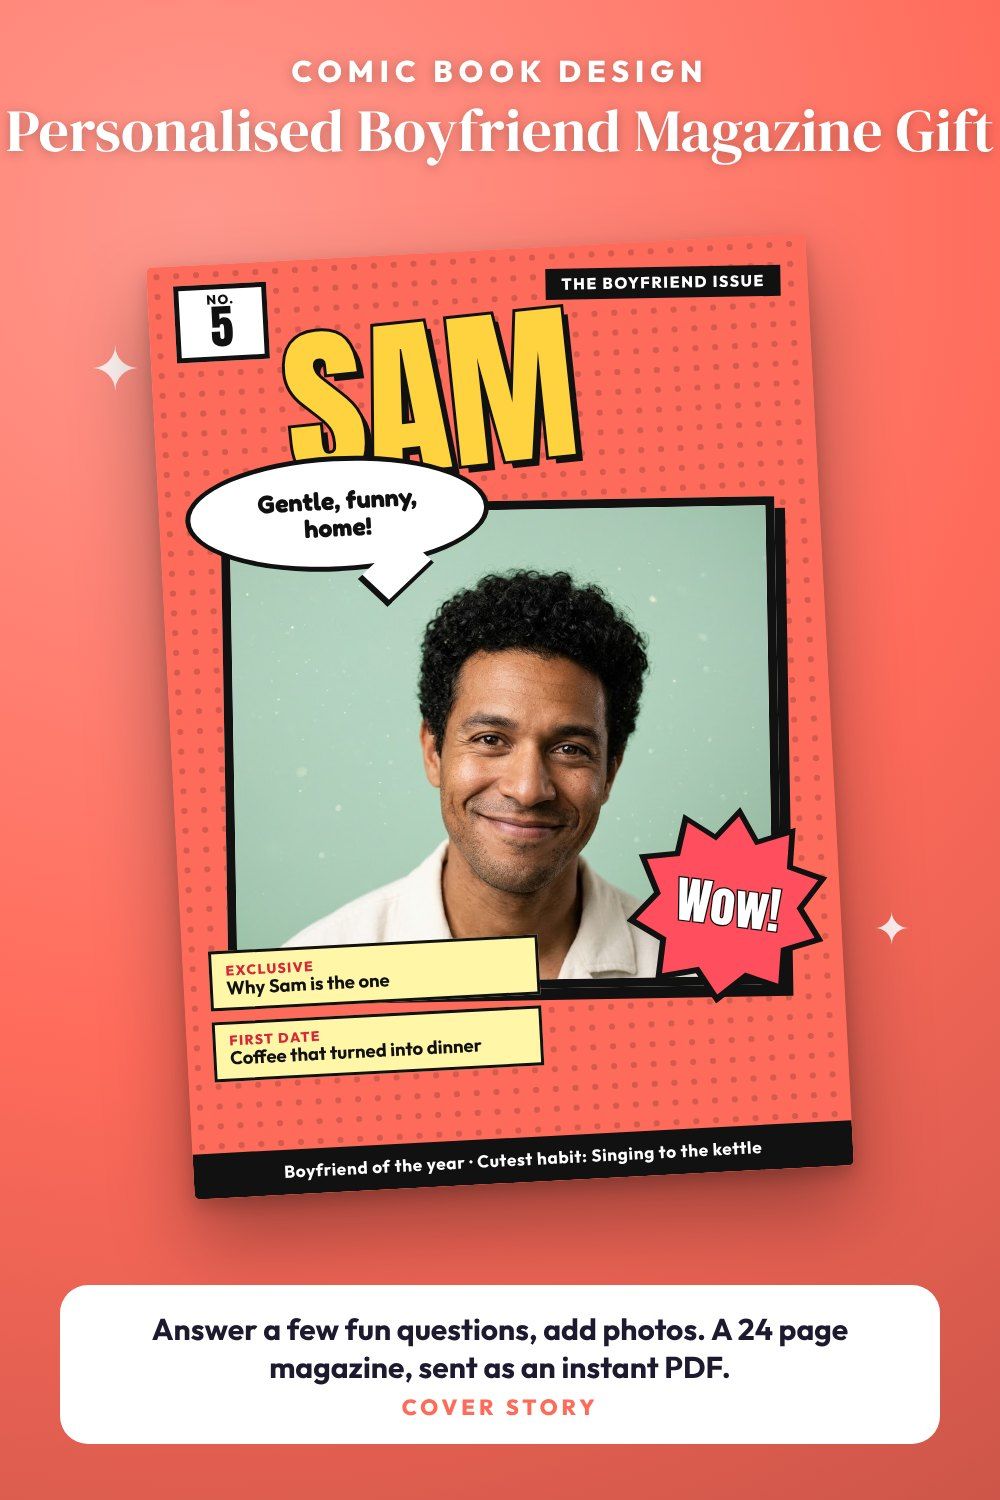 COMIC BOOK DESIGN
Personalised Boyfriend Magazine Gift
NO.
5
THE BOYFRIEND ISSUE
SAM
Gentle, funny,
home!
Wow!
EXCLUSIVE
Why Sam is the one
FIRST DATE
Coffee that turned into dinner
Boyfriend of the year · Cutest habit: Singing to the kettle
Answer a few fun questions, add photos. A 24 page
magazine, sent as an instant PDF.
COVER STORY